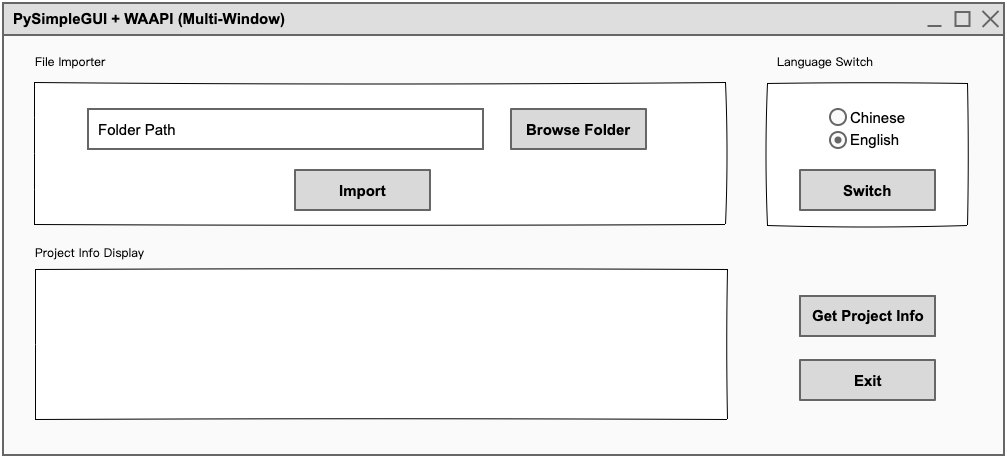 PySimpleGUI + WAAPI (Multi-Window)
File Importer
Folder Path
Browse Folder
Import
Language Switch
Chinese
English
Switch
Project Info Display
Get Project Info
Exit